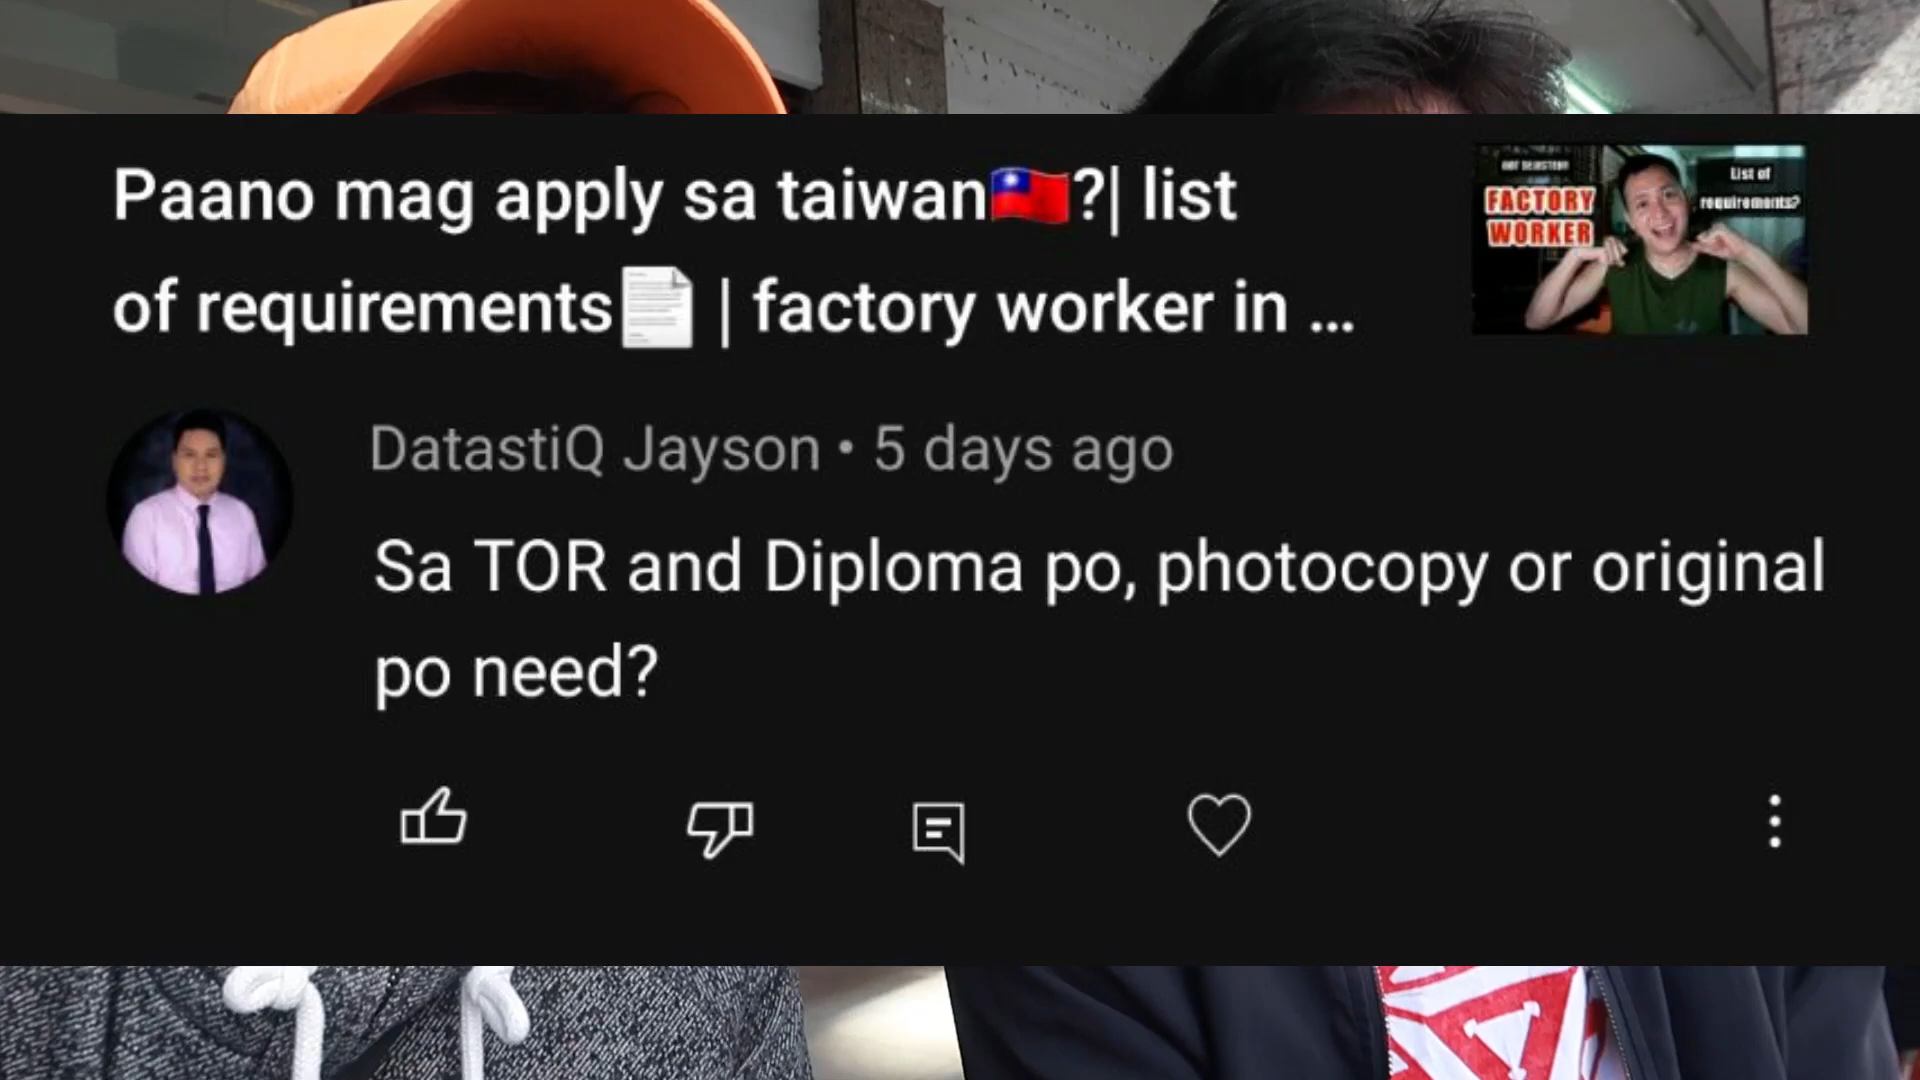 Paano mag apply sa taiwan🇹🇼?| list
of requirements📄 | factory worker in ...
FACTORY
WORKER
List of
requirements?
DatastiQ Jayson • 5 days ago
Sa TOR and Diploma po, photocopy or original
po need?